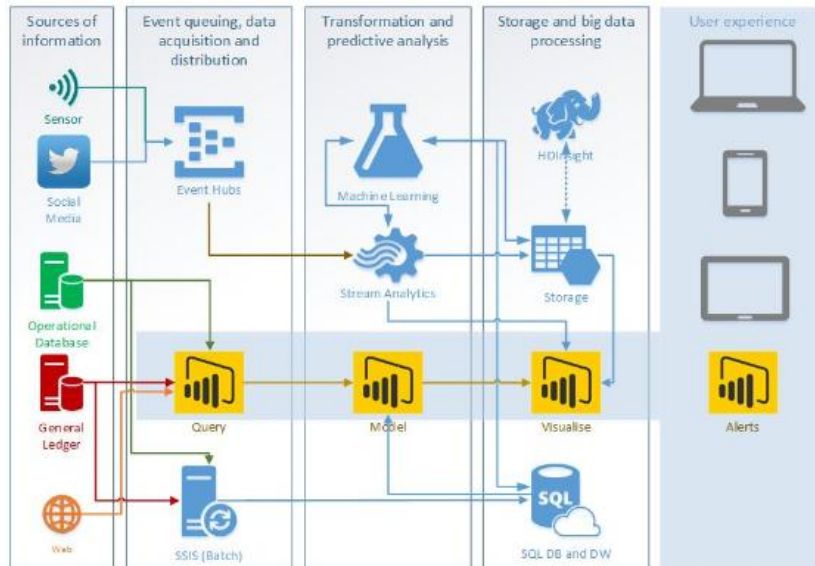 Sources of
information
Event queuing, data
acquisition and
distribution
Transformation and
predictive analysis
Storage and big data
processing
User experience
Sensor
Social
Media
Event Hubs
Machine Learning
HDInsight
Stream Analytics
Storage
Operational
Database
General
Ledger
Query
Model
Visualise
Alerts
Web
SSIS (Batch)
SQL
SQL DB and DW